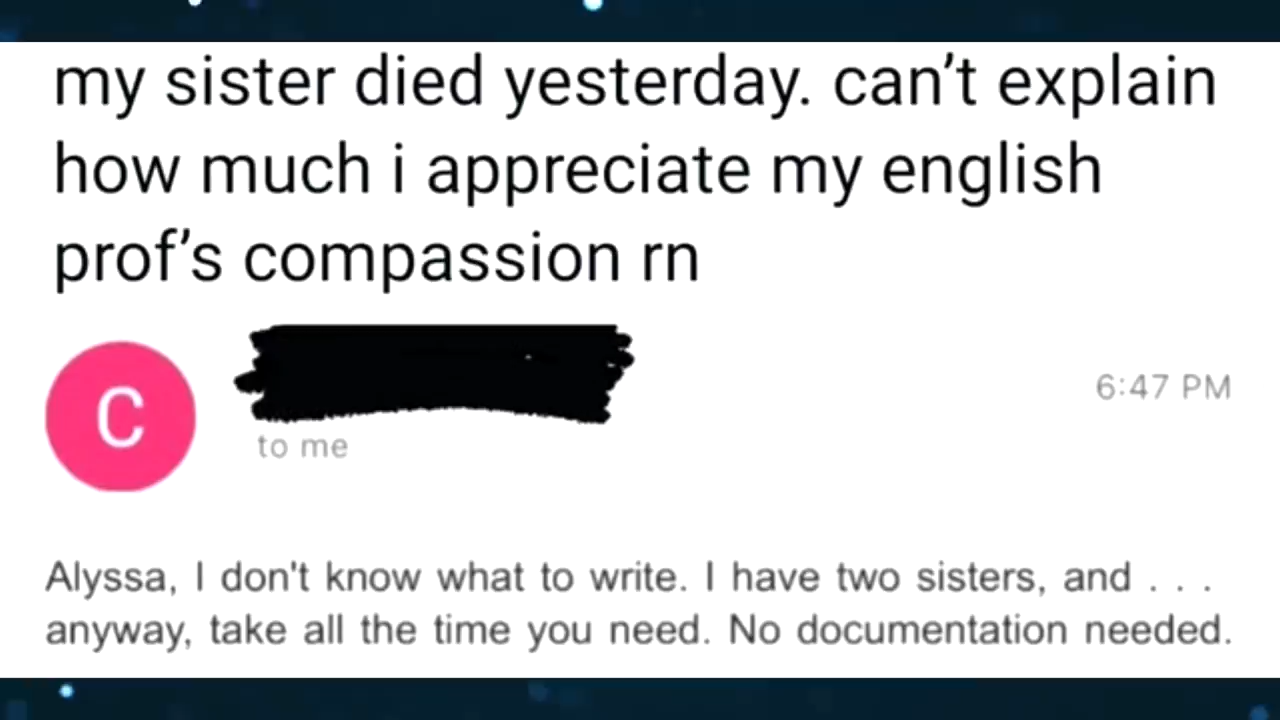 my sister died yesterday. can’t explain
how much i appreciate my english
prof’s compassion rn
C
6:47 PM
to me
Alyssa, I don't know what to write. I have two sisters, and . . .
anyway, take all the time you need. No documentation needed.